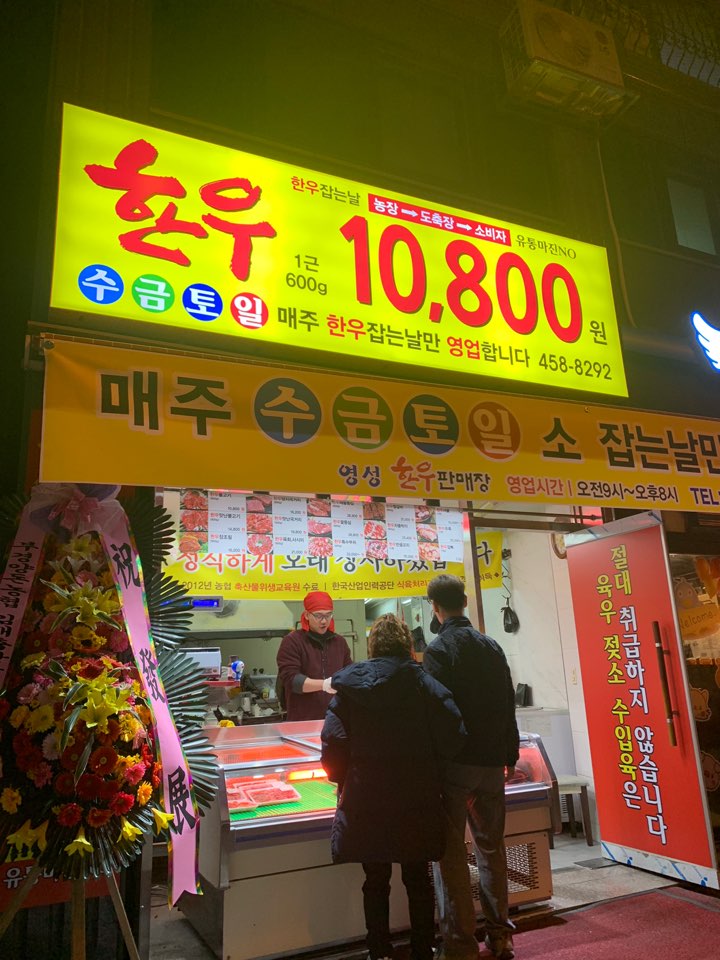 한우잡는날
농장 → 도축장 → 소비자
유통마진NO
한우
1근
600g
10,800원
수금토일 매주 한우잡는날만 영업합니다 458-8292
매주 수금토일 소 잡는날만
영성 한우판매장 영업시간 | 오전9시~오후8시 TEL
정직하게 오래 장사하겠습니다
2012년 농협 축산물위생교육원 수료 | 한국산업인력공단
祝發展
절대 취급하지 않습니다
육우 젖소 수입육은
welcome
유통마